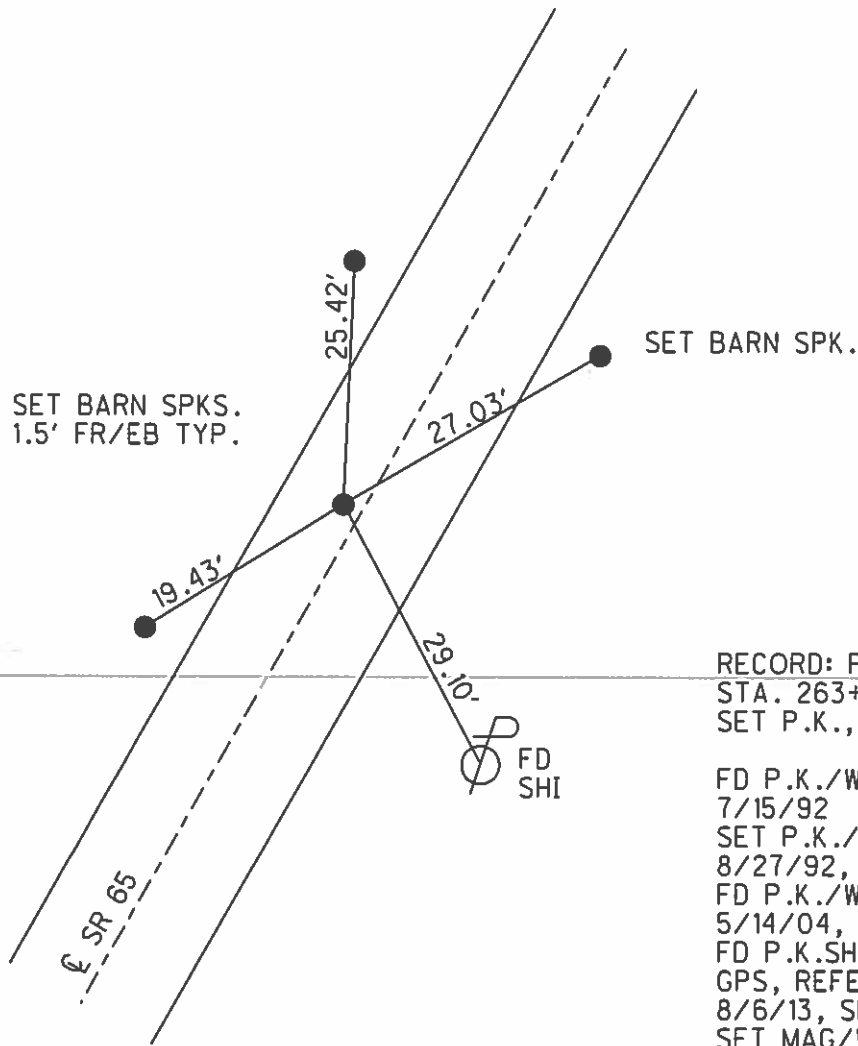 25.42'
SET BARN SPK.
SET BARN SPKS.
1.5' FR/EB TYP.
27.03'
19.43'
29.10'
FD
SHI
℄ SR 65
RECORD:
STA. 263+
SET P.K.,
FD P.K./W
7/15/92
SET P.K./
8/27/92,
FD P.K./W
5/14/04,
FD P.K.SH
GPS, REFE
8/6/13,
SET MAG/